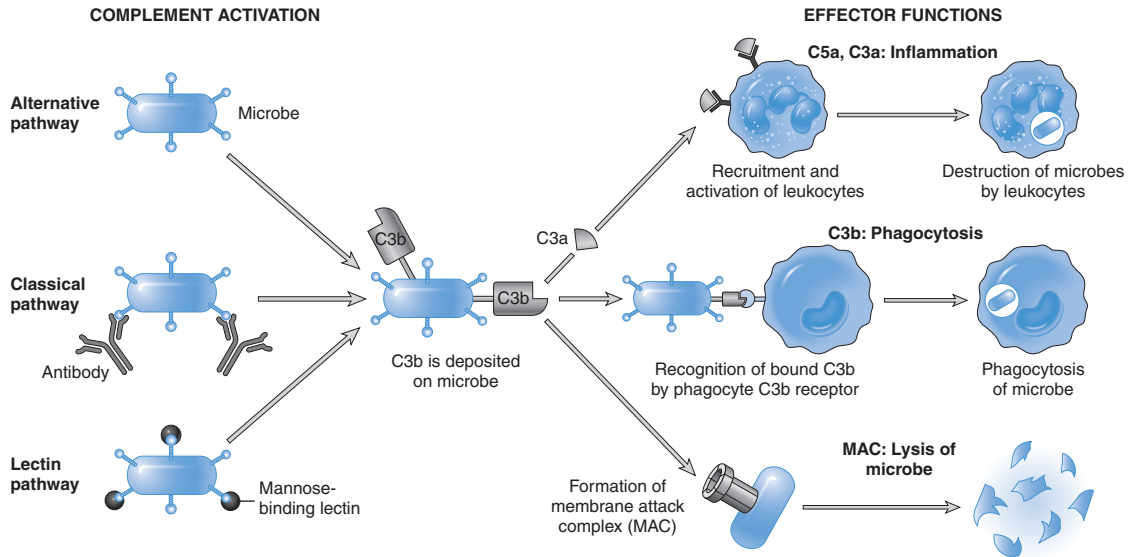 COMPLEMENT ACTIVATION
EFFECTOR FUNCTIONS
C5a, C3a: Inflammation
Alternative
pathway
Microbe
Recruitment and
activation of leukocytes
Destruction of microbes
by leukocytes
C3b
C3a
C3b: Phagocytosis
Classical
pathway
C3b
Antibody
C3b is deposited
on microbe
Recognition of bound C3b
by phagocyte C3b receptor
Phagocytosis
of microbe
Lectin
pathway
Mannose-
binding lectin
Formation of
membrane attack
complex (MAC)
MAC: Lysis of
microbe